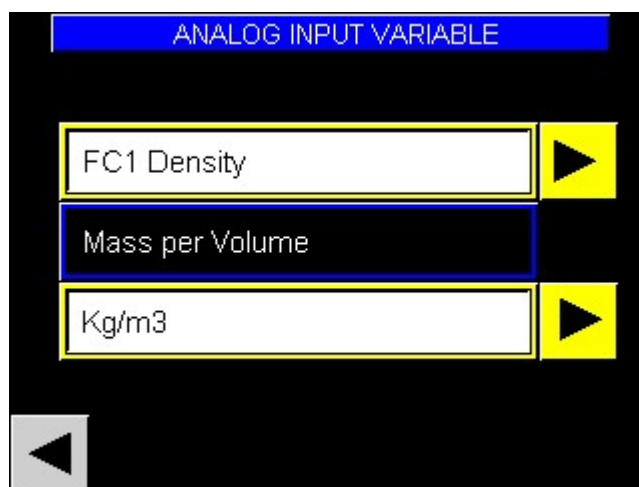 ANALOG INPUT VARIABLE
FC1 Density
Mass per Volume
Kg/m3